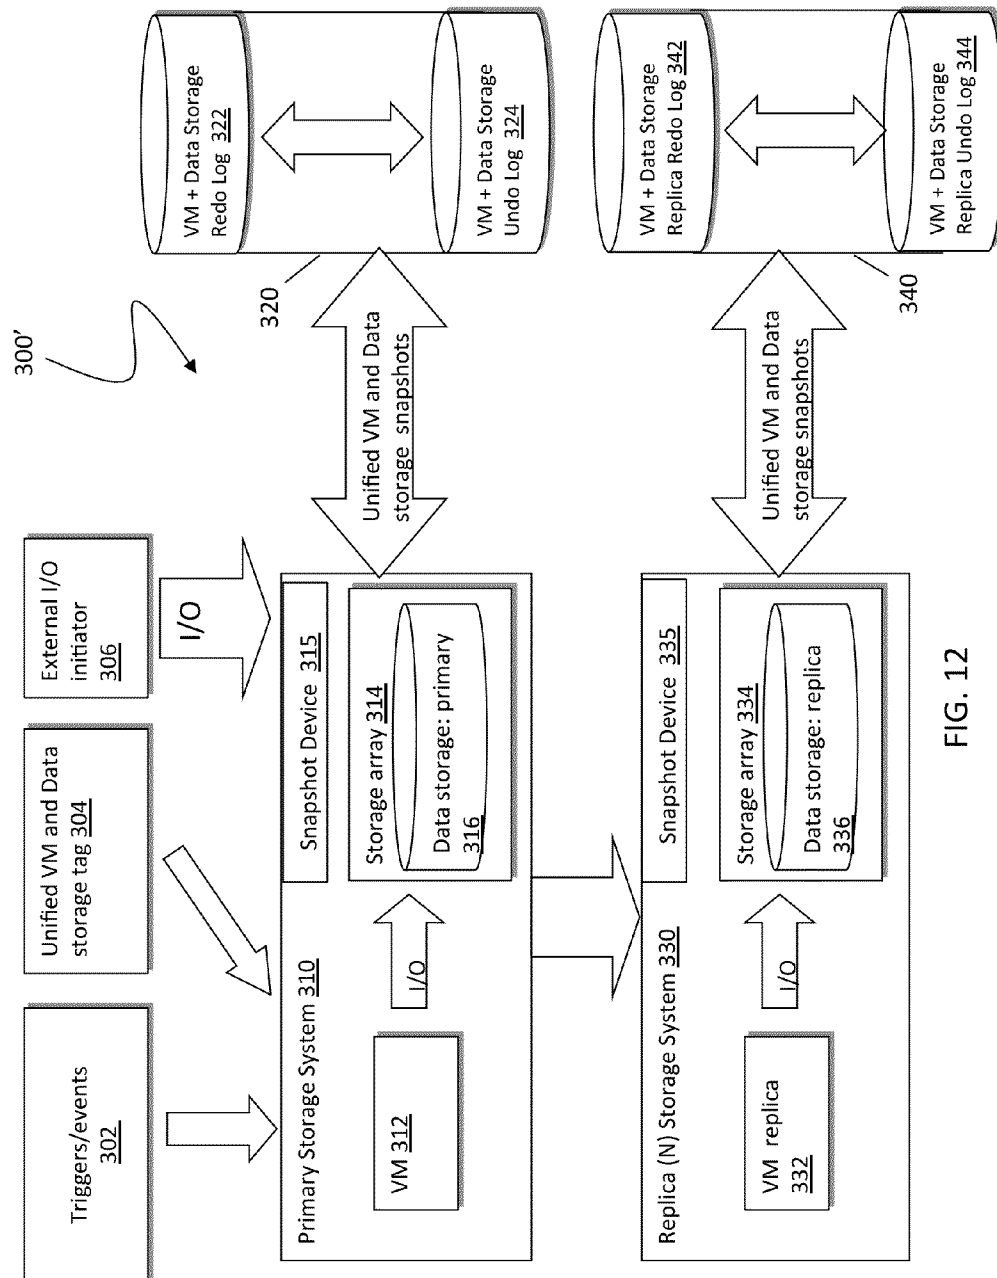 300'
Triggers/events
302
Unified VM and Data
storage tag 304
External I/O
initiator
306
I/O
Primary Storage System 310
VM 312
I/O
Snapshot Device 315
Storage array 314
Data storage: primary
316
Unified VM and Data
storage snapshots
320
VM + Data Storage
Redo Log 322
VM + Data Storage
Undo Log 324
Replica (N) Storage System 330
VM replica
332
I/O
Snapshot Device 335
Storage array 334
Data storage: replica
336
Unified VM and Data
storage snapshots
340
VM + Data Storage
Replica Redo Log 342
VM + Data Storage
Replica Undo Log 344
FIG. 12